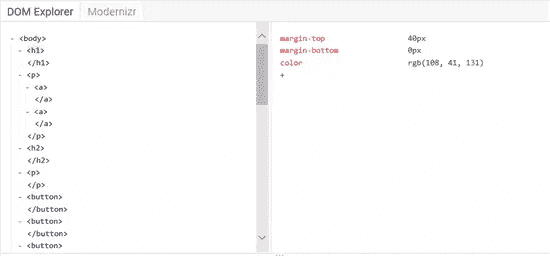 DOM Explorer Modernizr
- <body>
- <h1>
</h1>
- <p>
- <a>
</a>
- <a>
</a>
</p>
- <h2>
</h2>
- <p>
</p>
- <button>
</button>
- <button>
</button>
- <button>
margin-top 40px
margin-bottom 0px
color rgb(108, 41, 131)
+